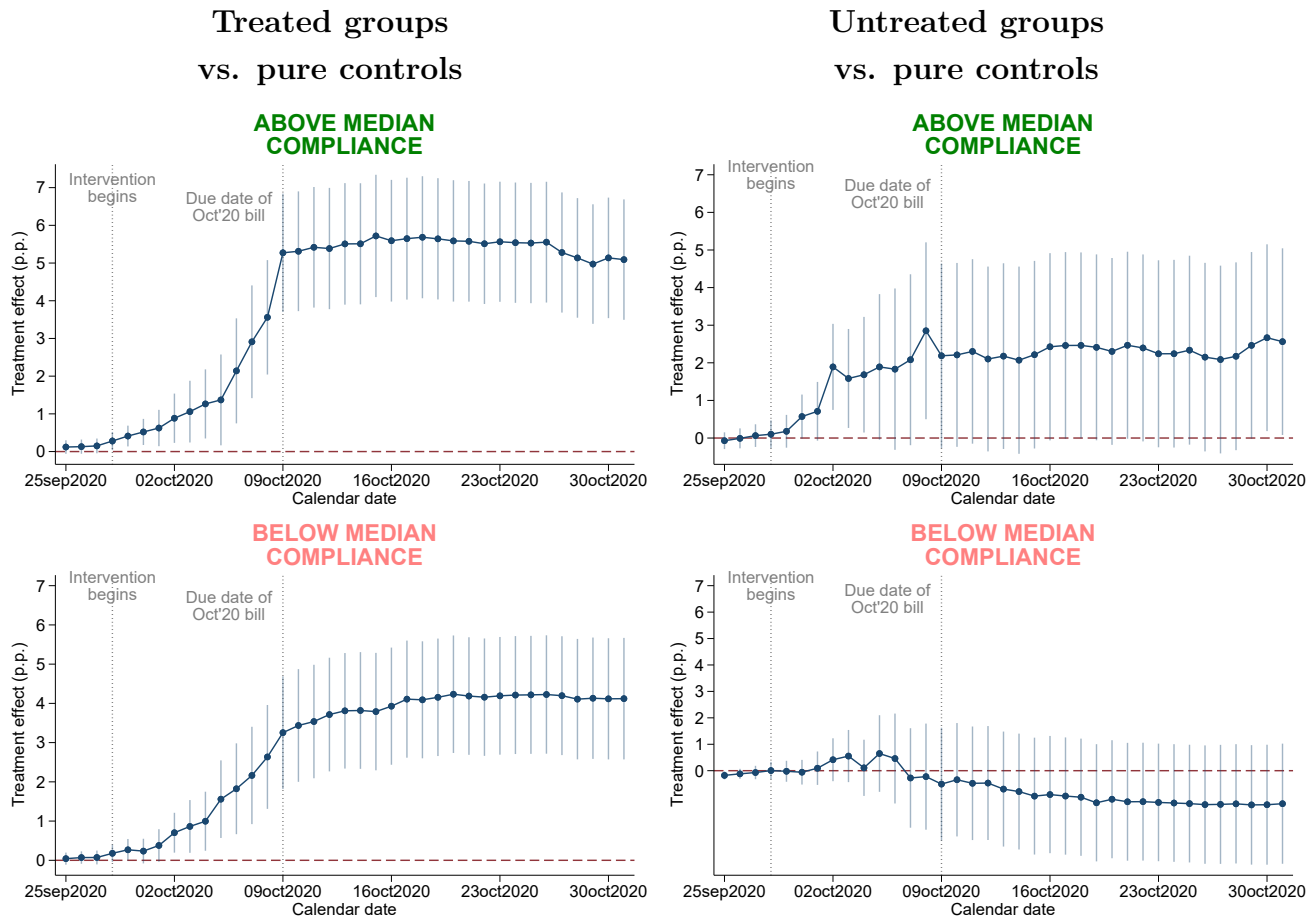 Treated groups
vs. pure controls
Untreated groups
vs. pure controls
ABOVE MEDIAN
COMPLIANCE
Treatment effect (p.p.)
7
6
5
4
3
2
1
0
Intervention
begins
Due date of
Oct'20 bill
25sep2020 02oct2020 09oct2020 16oct2020 23oct2020 30oct2020
Calendar date
ABOVE MEDIAN
COMPLIANCE
Treatment effect (p.p.)
7
6
5
4
3
2
1
0
Intervention
begins
Due date of
Oct'20 bill
25sep2020 02oct2020 09oct2020 16oct2020 23oct2020 30oct2020
Calendar date
BELOW MEDIAN
COMPLIANCE
Treatment effect (p.p.)
7
6
5
4
3
2
1
0
Intervention
begins
Due date of
Oct'20 bill
25sep2020 02oct2020 09oct2020 16oct2020 23oct2020 30oct2020
Calendar date
BELOW MEDIAN
COMPLIANCE
Treatment effect (p.p.)
7
6
5
4
3
2
1
0
Intervention
begins
Due date of
Oct'20 bill
25sep2020 02oct2020 09oct2020 16oct2020 23oct2020 30oct2020
Calendar date